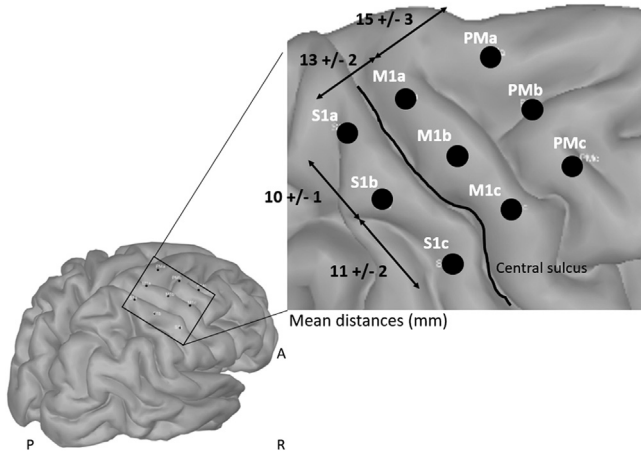 15 +/- 3
13 +/- 2
PMa
M1a
PMb
S1a
M1b
PMc
S1b
M1c
10 +/- 1
S1c
11 +/- 2
Central sulcus
Mean distances (mm)
A
P
R